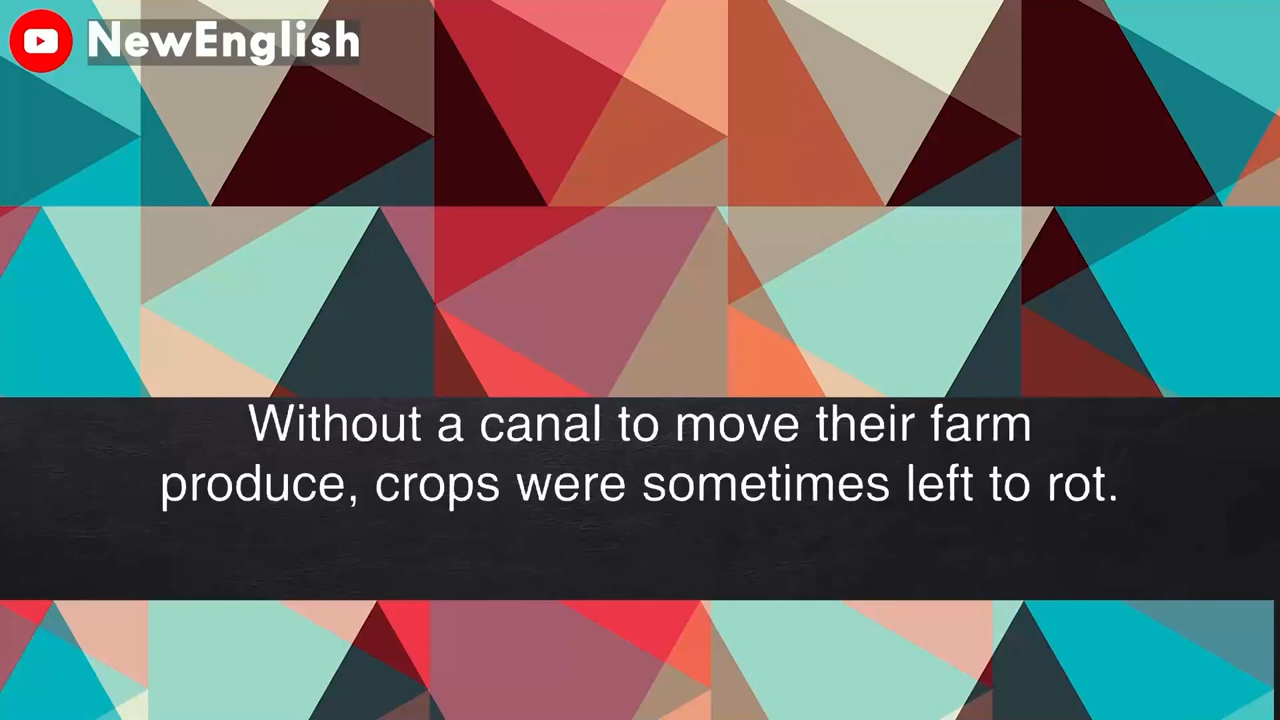 NewEnglish
Without a canal to move their farm
produce, crops were sometimes left to rot.